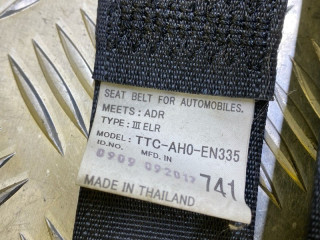 SEAT BELT FOR AUTOMOBILES.
MEETS: ADR
TYPE: III ELR
MODEL: TTC-AH0-EN335
ID.NO. MFD. IN
0909 092017 741
MADE IN THAILAND